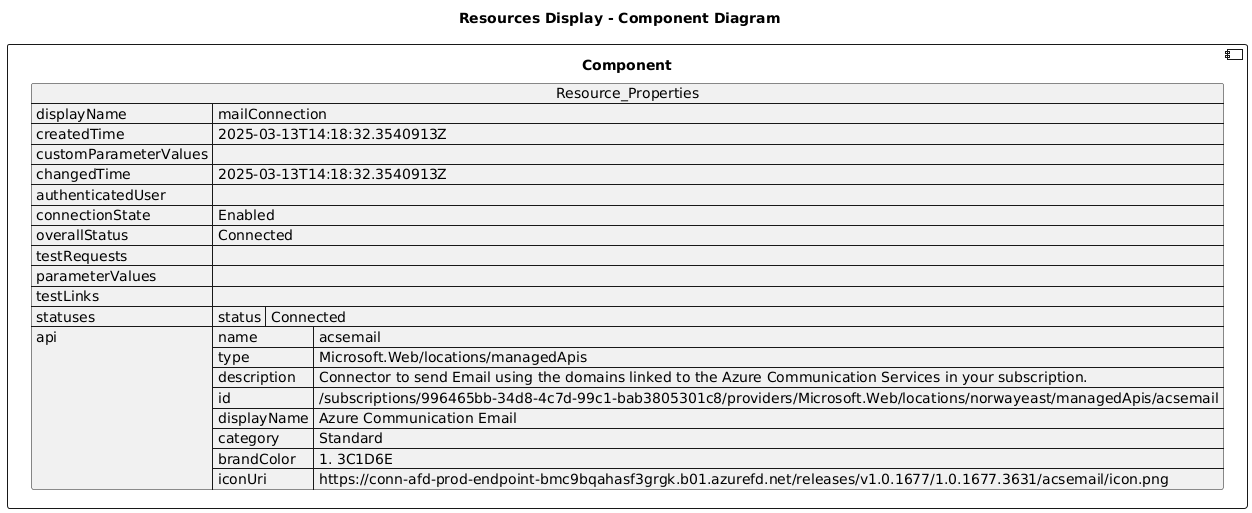 Resources Display - Component Diagram
Component
Resource_Properties
displayName mailConnection
createdTime 2025-03-13T14:18:32.3540913Z
customParameterValues
changedTime 2025-03-13T14:18:32.3540913Z
authenticatedUser
connectionState Enabled
overallStatus Connected
testRequests
parameterValues
testLinks
statuses status Connected
api name acsemail
type Microsoft.Web/locations/managedApis
description Connector to send Email using the domains linked to the Azure Communication Services in your subscription.
id /subscriptions/996465bb-34d8-4c7d-99c1-bab3805301c8/providers/Microsoft.Web/locations/norwayeast/managedApis/acsemail
displayName Azure Communication Email
category Standard
brandColor 1. 3C1D6E
iconUri https://conn-afd-prod-endpoint-bmc9bqahasf3grgk.b01.azurefd.net/releases/v1.0.1677/1.0.1677.3631/acsemail/icon.png